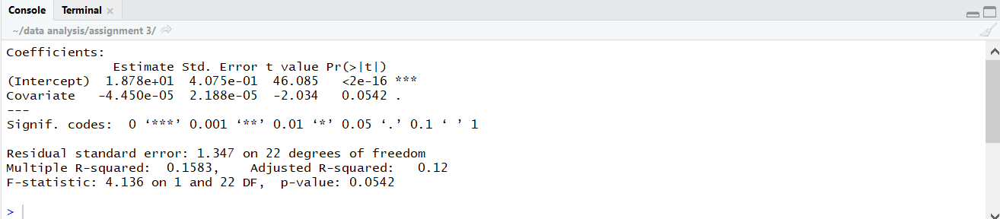 Console Terminal
~/data analysis/assignment 3/
Coefficients:
              Estimate Std. Error t value Pr(>|t|)
(Intercept)  1.878e+01  4.075e-01  46.085   <2e-16 ***
Covariate   -4.450e-05  2.188e-05  -2.034   0.0542 .
---
Signif. codes:  0 ‘***’ 0.001 ‘**’ 0.01 ‘*’ 0.05 ‘.’ 0.1 ‘ ’ 1
Residual standard error: 1.347 on 22 degrees of freedom
Multiple R-squared:  0.1583,    Adjusted R-squared:   0.12
F-statistic: 4.136 on 1 and 22 DF,  p-value: 0.0542
>